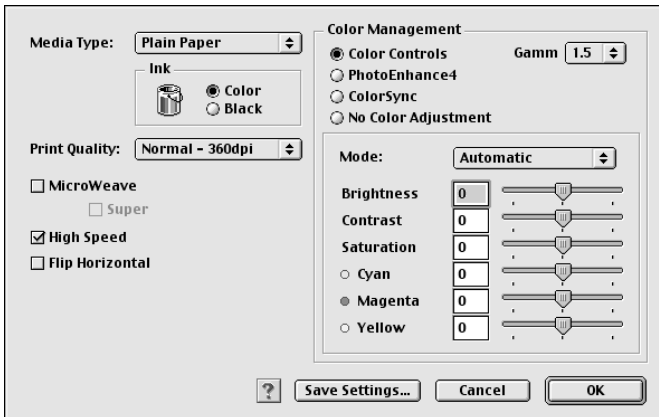 Media Type: Plain Paper
Ink
Color
Black
Print Quality: Normal - 360dpi
MicroWeave
Super
High Speed
Flip Horizontal
Color Management
Color Controls
Gamm 1.5
PhotoEnhance4
ColorSync
No Color Adjustment
Mode: Automatic
Brightness 0
Contrast 0
Saturation 0
Cyan 0
Magenta 0
Yellow 0
? Save Settings... Cancel OK